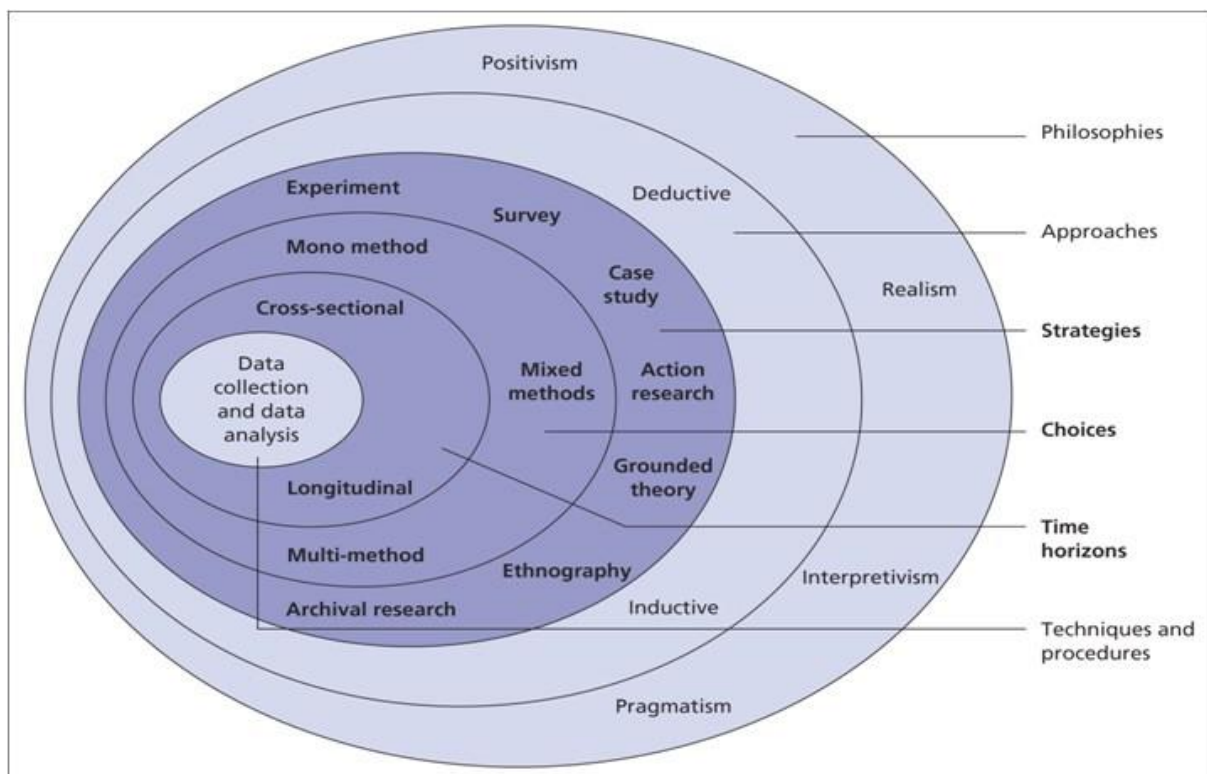 Positivism
Philosophies
Experiment
Deductive
Survey
Approaches
Mono method
Case
study
Realism
Cross-sectional
Strategies
Data
collection
and data
analysis
Mixed
methods
Action
research
Choices
Grounded
theory
Longitudinal
Time
horizons
Multi-method
Ethnography
Interpretivism
Archival research
Inductive
Techniques and
procedures
Pragmatism